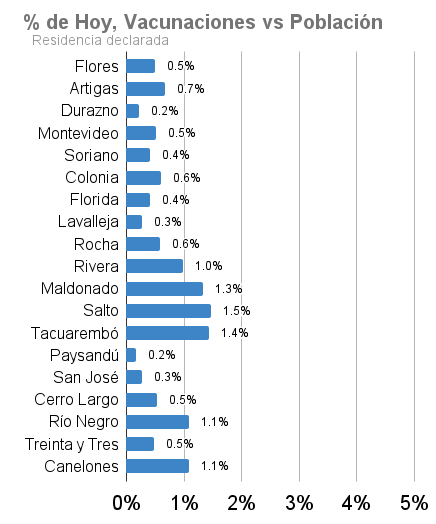 % de Hoy, Vacunaciones vs Población
Residencia declarada
Flores 0.5%
Artigas 0.7%
Durazno 0.2%
Montevideo 0.5%
Soriano 0.4%
Colonia 0.6%
Florida 0.4%
Lavalleja 0.3%
Rocha 0.6%
Rivera 1.0%
Maldonado 1.3%
Salto 1.5%
Tacuarembó 1.4%
Paysandú 0.2%
San José 0.3%
Cerro Largo 0.5%
Río Negro 1.1%
Treinta y Tres 0.5%
Canelones 1.1%
0% 1% 2% 3% 4% 5%